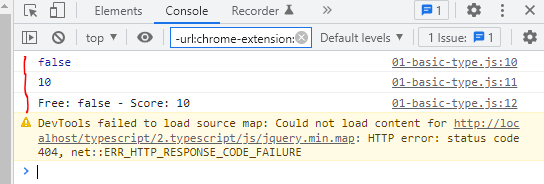 Elements Console Recorder 1
top -url:chrome-extension: Default levels 1 Issue: 1
false 01-basic-type.js:10
10 01-basic-type.js:11
Free: false - Score: 10 01-basic-type.js:12
DevTools failed to load source map: Could not load content for http://loc
alhost/typescript/2.typescript/js/jquery.min.map: HTTP error: status code
404, net::ERR_HTTP_RESPONSE_CODE_FAILURE